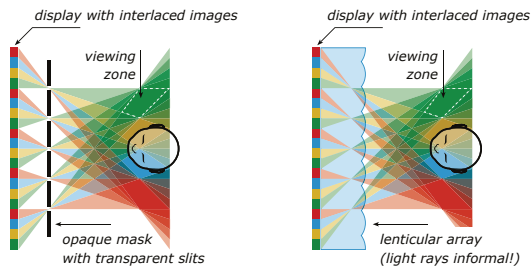 display with interlaced images
viewing
zone
opaque mask
with transparent slits
display with interlaced images
viewing
zone
lenticular array
(light rays informal!)